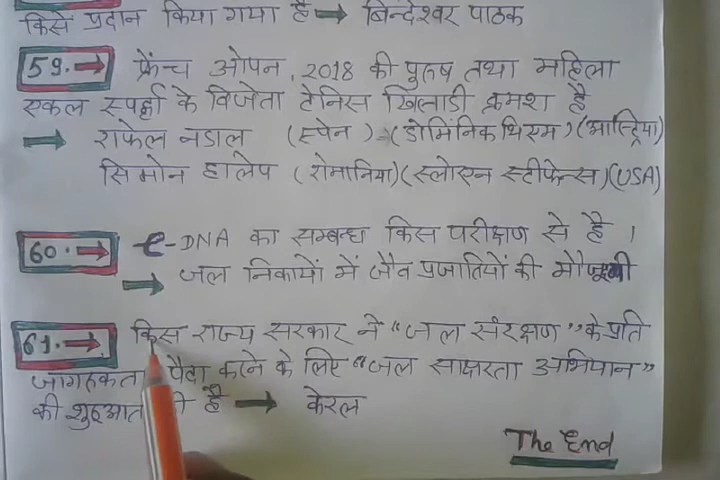 किसे प्रदान किया गया है → बिन्देश्वर पाठक
59. → फ्रेंच ओपन, 2018 की पुरुष तथा महिला
एकल स्पर्द्धा के विजेता टेनिस खिलाडी क्रमश है
→ राफेल नडाल (स्पेन) - (डोमिनिक थिएम) (आस्ट्रिया)
सिमोन हालेप (रोमानिया) (स्लोएन स्टीफेन्स) (USA)
60. → e-DNA का सम्बन्ध किस परीक्षण से है ।
→ जल निकायों में जैव प्रजातियों की मौजूदगी
61. → किस राज्य सरकार ने "जल संरक्षण" के प्रति
जागरुकता पैदा करने के लिए "जल साक्षरता अभियान"
की शुरुआत है → केरल
The End